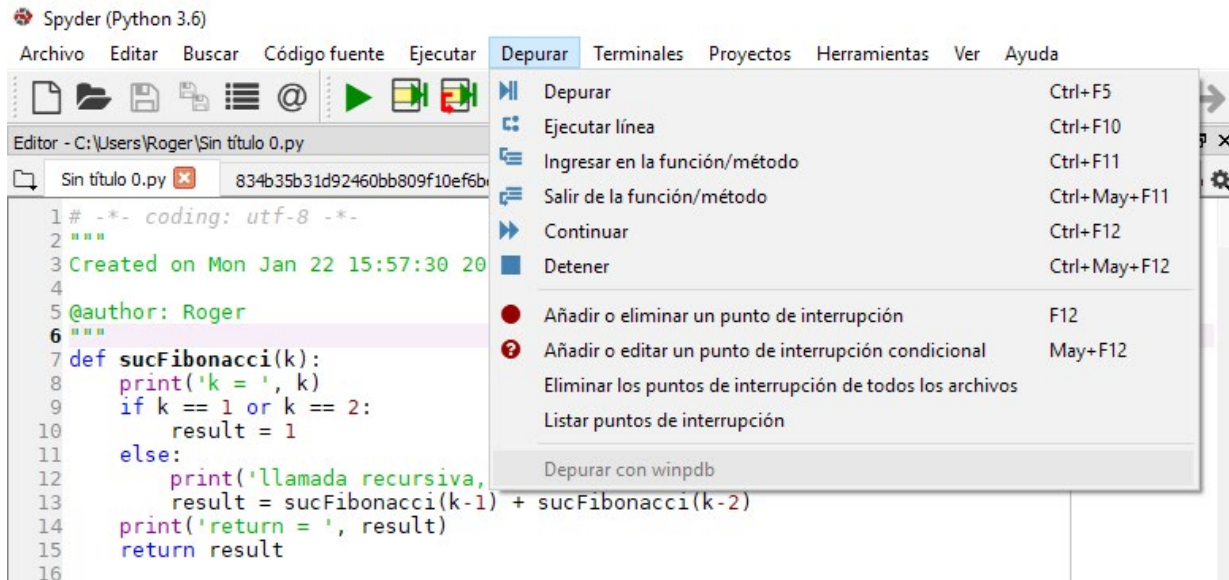 Spyder (Python 3.6)
Archivo Editar Buscar Código fuente Ejecutar Depurar Terminales Proyectos Herramientas Ver Ayuda
Depurar Ctrl+F5
Ejecutar línea Ctrl+F10
Ingresar en la función/método Ctrl+F11
Salir de la función/método Ctrl+May+F11
Continuar Ctrl+F12
Detener Ctrl+May+F12
Añadir o eliminar un punto de interrupción F12
Añadir o editar un punto de interrupción condicional May+F12
Eliminar los puntos de interrupción de todos los archivos
Listar puntos de interrupción
Depurar con winpdb
Editor - C:\Users\Roger\Sin título 0.py
Sin título 0.py 834b35b31d92460bb809f10ef6b
1 # -*- coding: utf-8 -*-
2 """
3 Created on Mon Jan 22 15:57:30 20
4
5 @author: Roger
6 """
7 def sucFibonacci(k):
8     print('k = ', k)
9     if k == 1 or k == 2:
10         result = 1
11     else:
12         print('llamada recursiva,
13         result = sucFibonacci(k-1) + sucFibonacci(k-2)
14     print('return = ', result)
15     return result
16